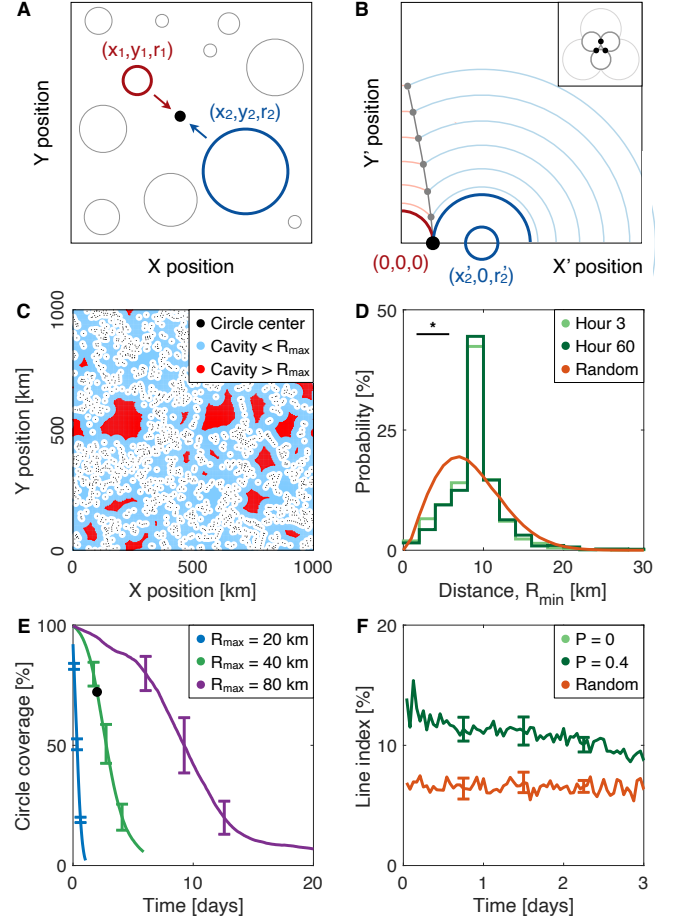 A
(x1,y1,r1)
(x2,y2,r2)
Y position
X position
B
Y' position
(0,0,0)
(x'2,0,r'2)
X' position
C
1000
500
0
Y position [km]
Circle center
Cavity < Rmax
Cavity > Rmax
0
500
1000
X position [km]
D
50
25
0
Probability [%]
*
Hour 3
Hour 60
Random
0
10
20
30
Distance, Rmin [km]
E
100
50
0
Circle coverage [%]
Rmax = 20 km
Rmax = 40 km
Rmax = 80 km
0
10
20
Time [days]
F
20
10
0
Line index [%]
P = 0
P = 0.4
Random
0
1
2
3
Time [days]